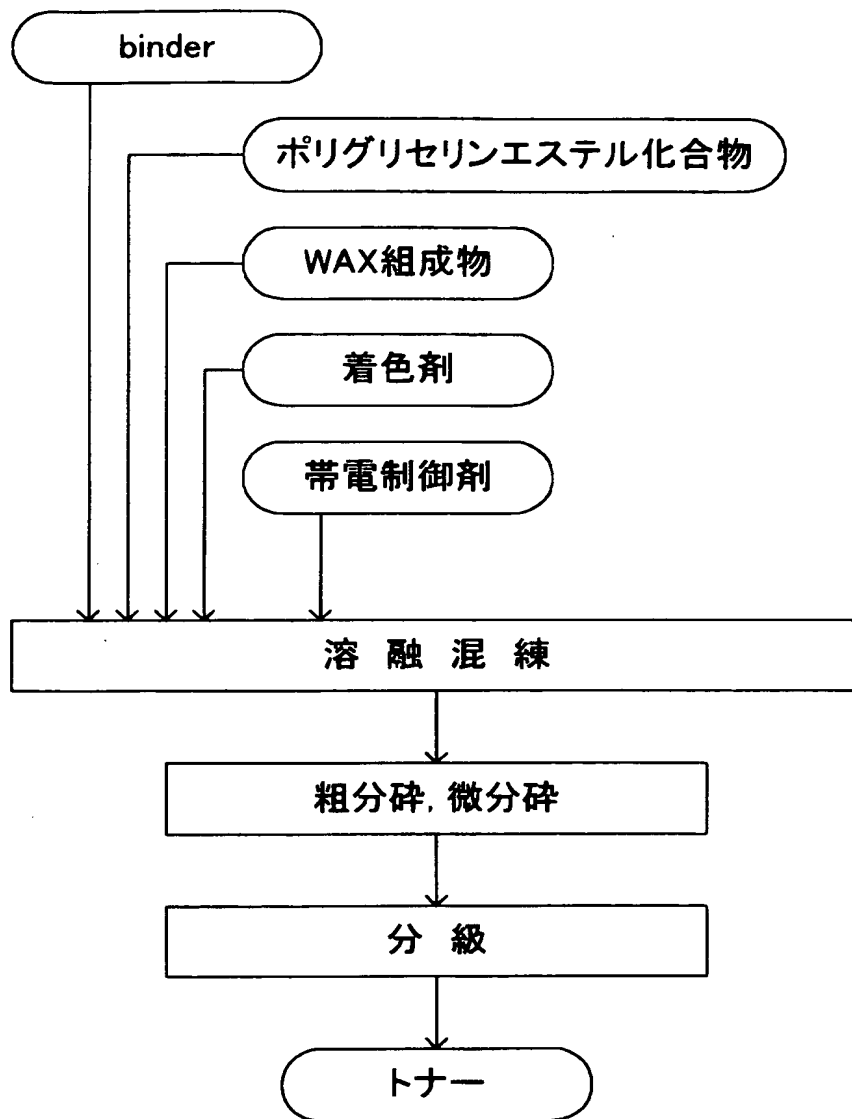 binder
ポリグリセリンエステル化合物
WAX組成物
着色剤
帯電制御剤
溶 融 混 練
粗分砕, 微分砕
分 級
トナー